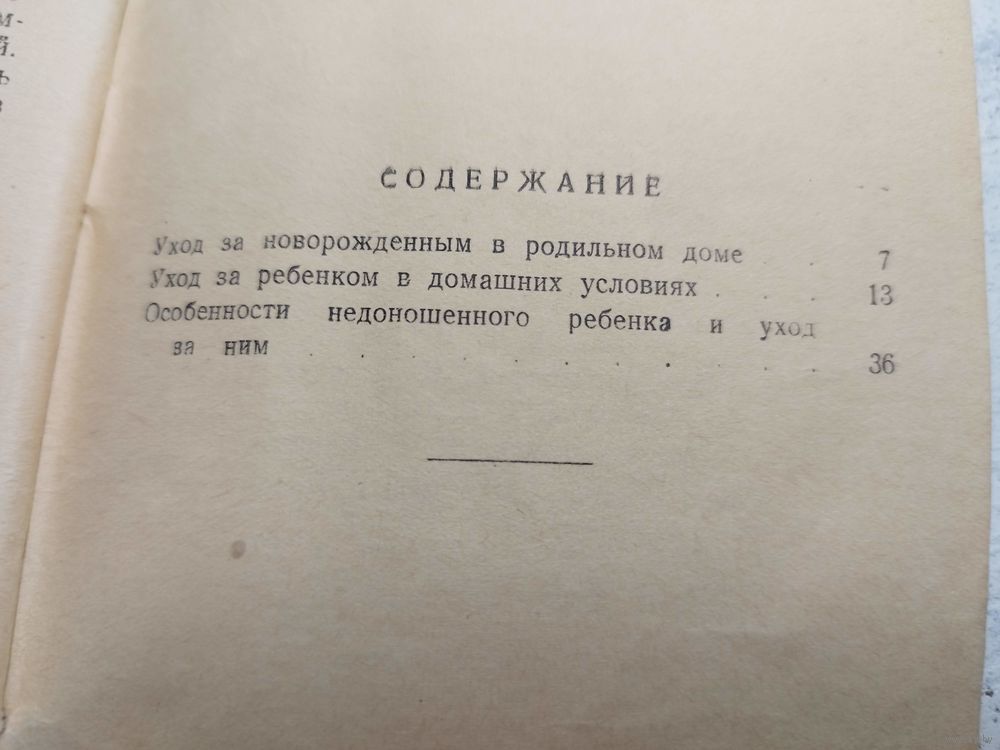 м-
й.
ь
в
СОДЕРЖАНИЕ
Уход за новорожденным в родильном доме . . 7
Уход за ребенком в домашних условиях . . . 13
Особенности недоношенного ребенка и уход
за ним . . . . . . . . . . 36